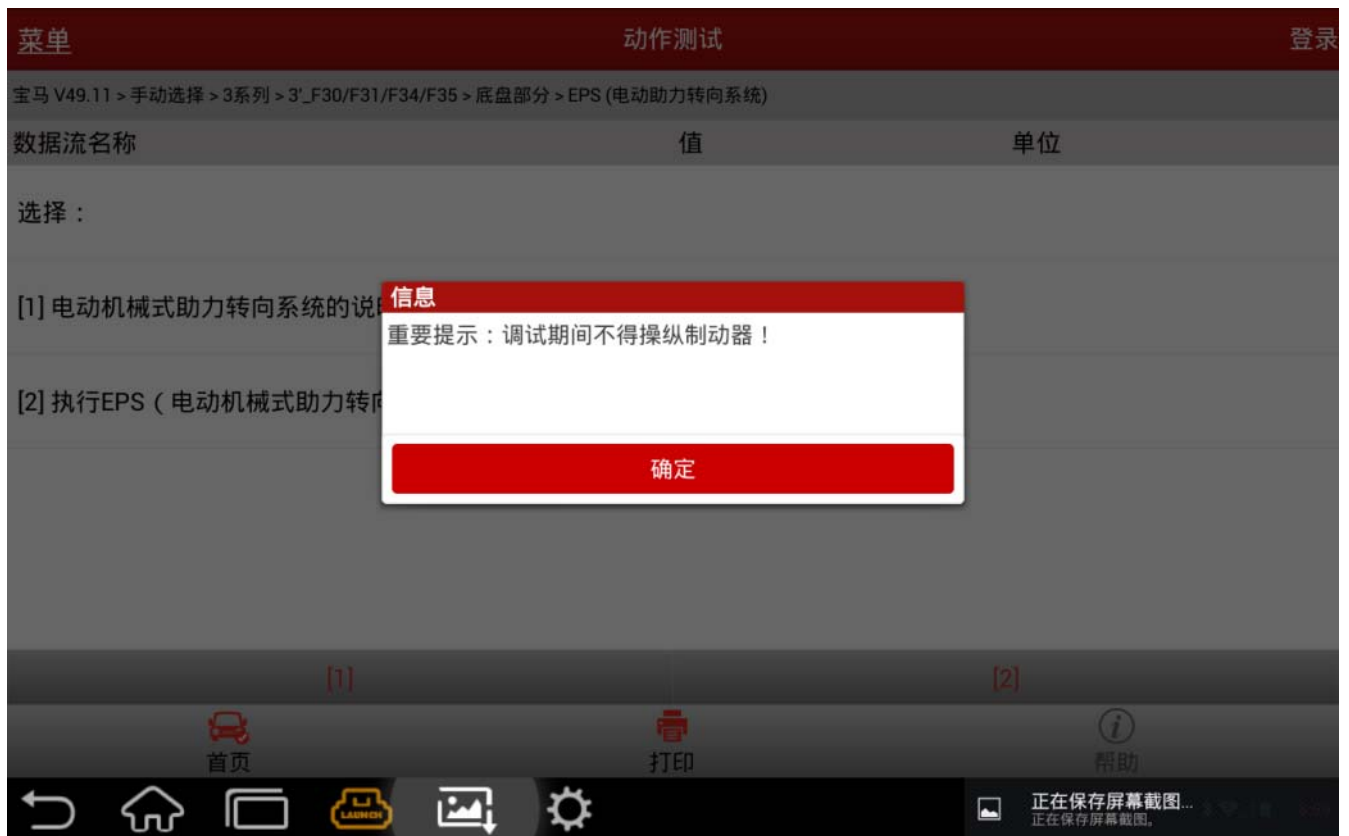 菜单
动作测试
登录
宝马 V49.11 > 手动选择 > 3系列 > 3'_F30/F31/F34/F35 > 底盘部分 > EPS (电动助力转向系统)
数据流名称
值
单位
选择：
[1] 电动机械式助力转向系统的说
信息
重要提示：调试期间不得操纵制动器！
[2] 执行EPS（电动机械式助力转
确定
[1]
[2]
首页
打印
帮助
LAUNCH
正在保存屏幕截图...
正在保存屏幕截图。